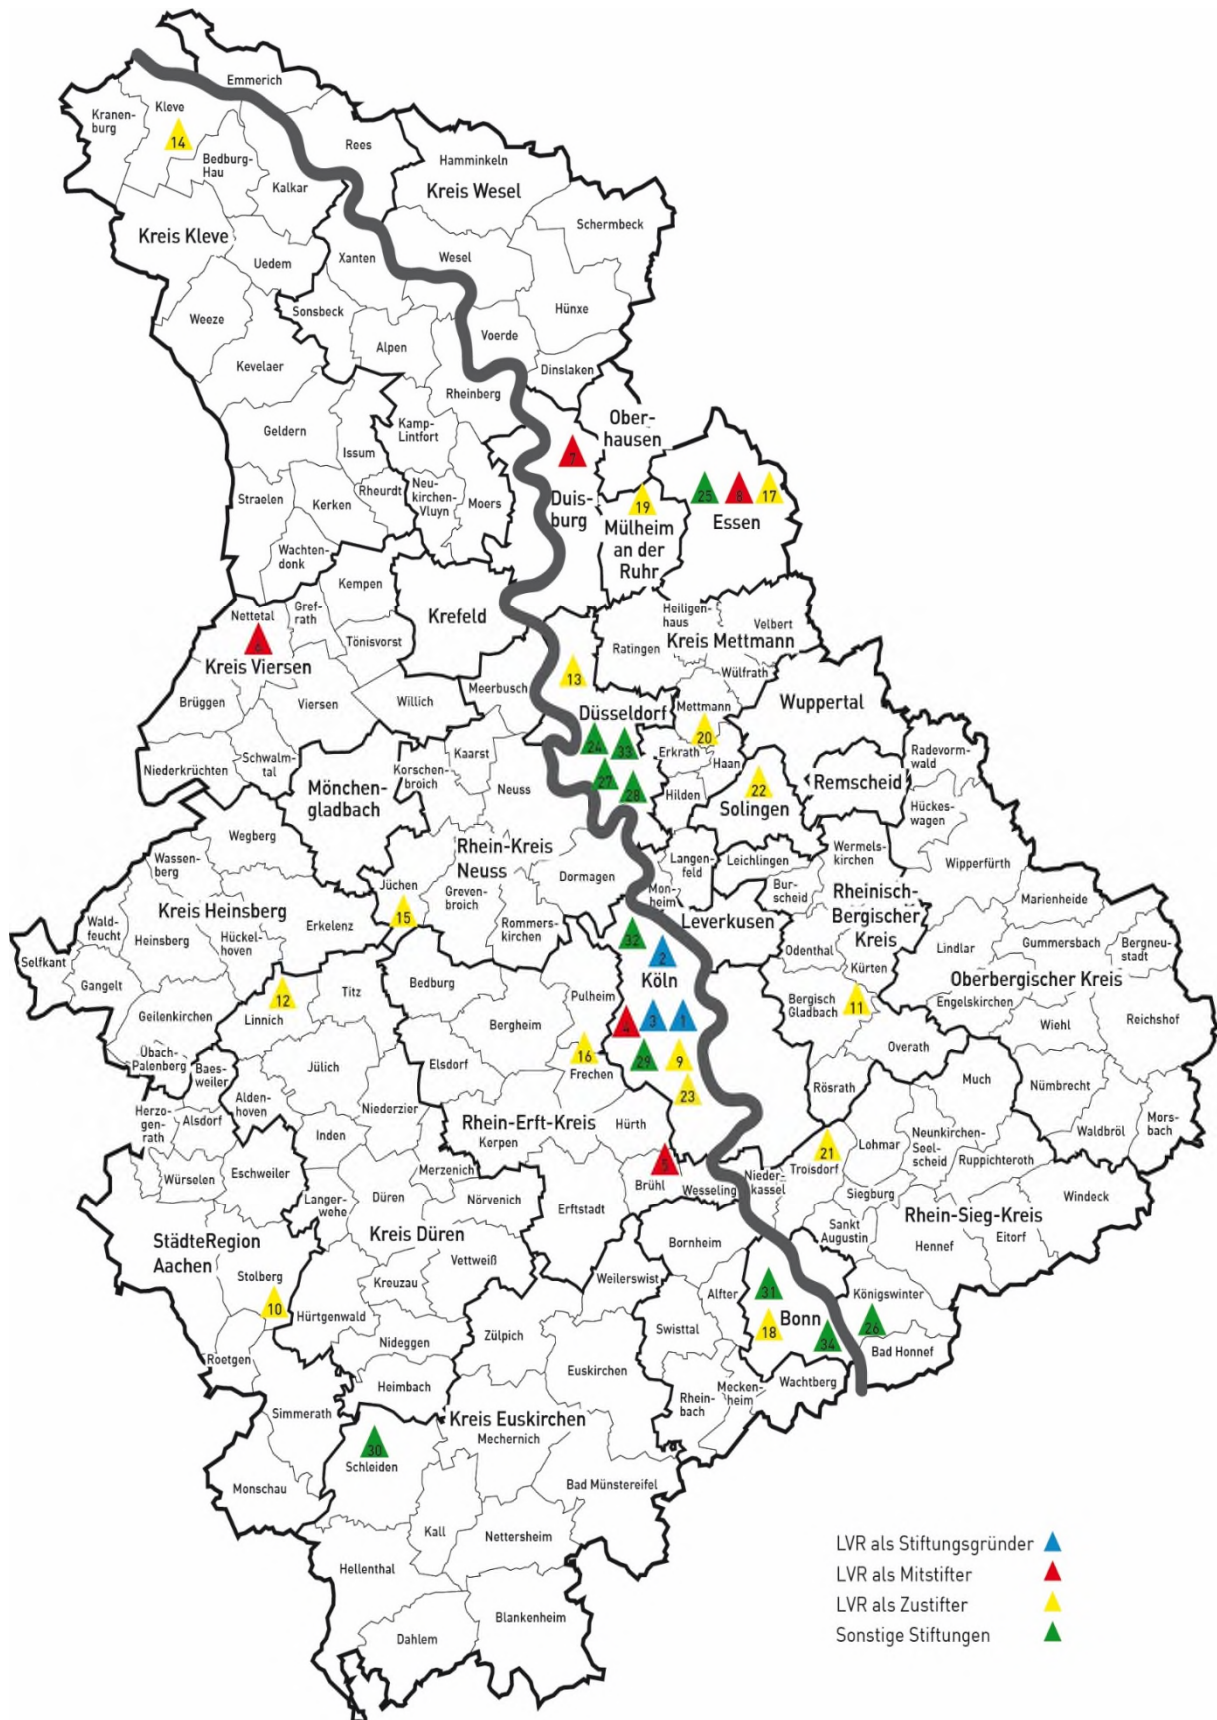 Emmerich
Kranen-
burg
Kleve
14
Bedburg-
Hau
Kalkar
Rees
Hamminkeln
Kreis Wesel
Schermbeck
Kreis Kleve
Uedem
Xanten
Wesel
Hünxe
Weeze
Sonsbeck
Alpen
Voerde
Kevelaer
Dinslaken
Rheinberg
Geldern
Issum
Kamp-
Lintfort
Ober-
hausen
7
Duis-
burg
Straelen
Kerken
Rheurdt
Neu-
kirchen-
Vluyn
Moers
19
Mülheim
an der
Ruhr
25
8
17
Essen
Wachten-
donk
Kempen
Krefeld
Nettetal
Gref-
rath
6
Kreis Viersen
Tönisvorst
Heiligen-
haus
Velbert
Ratingen
Kreis Mettmann
Wülfrath
13
Brüggen
Viersen
Willich
Meerbusch
Düsseldorf
24
33
27
28
Mettmann
20
Wuppertal
Erkrath
Haan
Hilden
Niederkrüchten
Schwalm-
tal
Mönchen-
gladbach
Korschen-
broich
Kaarst
Neuss
22
Solingen
Remscheid
Radevorm-
wald
Hückes-
wagen
Wegberg
Rhein-Kreis
Neuss
Dormagen
Langen-
feld
Leichlingen
Wermels-
kirchen
Wipperfürth
Wassen-
berg
Jüchen
15
Greven-
broich
Mon-
heim
Bur-
scheid
Rheinisch-
Bergischer
Kreis
Marienheide
Kreis Heinsberg
Erkelenz
Rommers-
kirchen
Leverkusen
Wald-
feucht
Heinsberg
Hückel-
hoven
32
2
Köln
Odenthal
Kürten
Lindlar
Gummersbach
Bergneu-
stadt
Selfkant
Gangelt
Oberbergischer Kreis
12
Linnich
Titz
Bedburg
Pulheim
Bergisch
Gladbach
11
Engelskirchen
Geilenkirchen
Bergheim
4
3
1
Wiehl
Reichshof
Übach-
Palenberg
Baes-
weiler
Jülich
Elsdorf
16
Frechen
29
9
23
Overath
Rösrath
Much
Nümbrecht
Alden-
hoven
Niederzier
Herzo-
gen-
rath
Alsdorf
Inden
Rhein-Erft-Kreis
Kerpen
Hürth
Mors-
bach
Waldbröl
Neunkirchen-
Seel-
scheid
Lohmar
Ruppichteroth
21
Troisdorf
Würselen
Eschweiler
Merzenich
5
Brühl
Wesseling
Nieder-
kassel
Siegburg
Windeck
Langer-
wehe
Düren
Nörvenich
Erftstadt
Rhein-Sieg-Kreis
Sankt
Augustin
Hennef
Eitorf
StädteRegion
Aachen
Kreis Düren
Vettweiß
Bornheim
Stolberg
10
Kreuzau
Hürtgenwald
Weilerswist
Alfter
31
18
Bonn
34
Königswinter
26
Bad Honnef
Roetgen
Nideggen
Zülpich
Swisttal
Euskirchen
Heimbach
Wachtberg
Rhein-
bach
Mecken-
heim
Simmerath
Kreis Euskirchen
Mechernich
30
Schleiden
Monschau
Bad Münstereifel
Kall
Nettersheim
Hellenthal
Blankenheim
Dahlem
LVR als Stiftungsgründer
LVR als Mitstifter
LVR als Zustifter
Sonstige Stiftungen